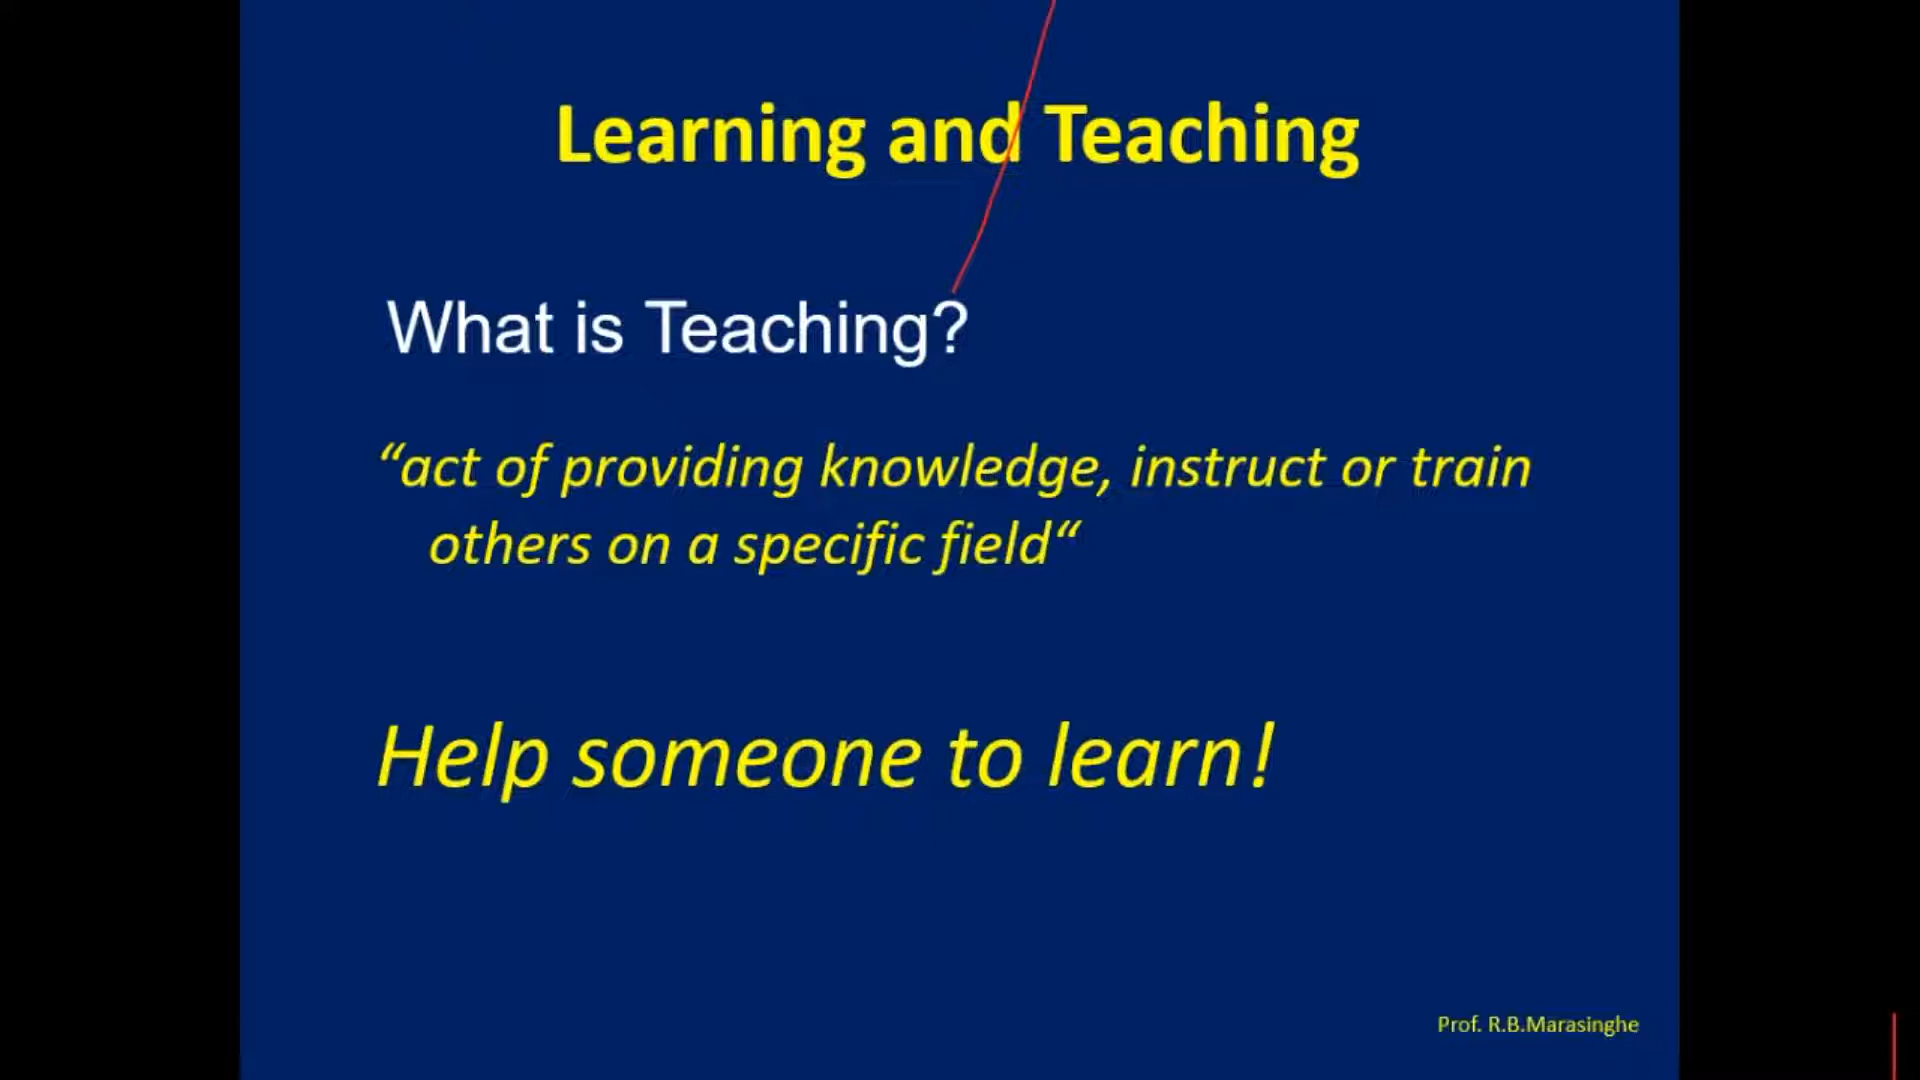 Learning and Teaching
What is Teaching?
“act of providing knowledge, instruct or train
others on a specific field“
Help someone to learn!
Prof. R.B.Marasinghe